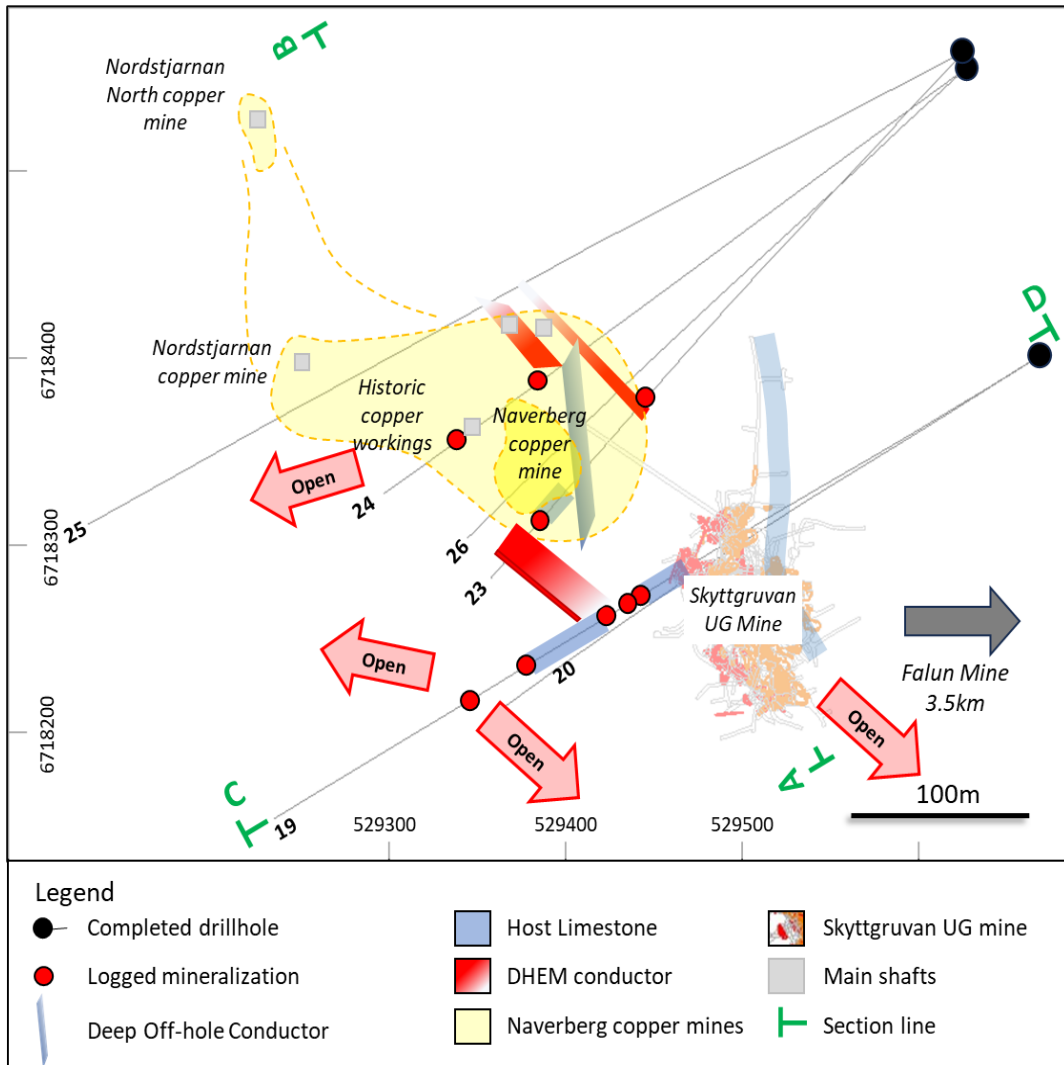 B
Nordstjarnan
North copper
mine
D
6718400
Nordstjarnan
copper mine
Historic
copper
workings
Naverberg
copper
mine
Open
24
25
26
6718300
23
Skyttgruvan
UG Mine
Open
20
Falun Mine
3.5km
6718200
Open
Open
A
C
19
100m
529300
529400
529500
Legend
Completed drillhole
Host Limestone
Skyttgruvan UG mine
Logged mineralization
DHEM conductor
Main shafts
Deep Off-hole Conductor
Naverberg copper mines
Section line